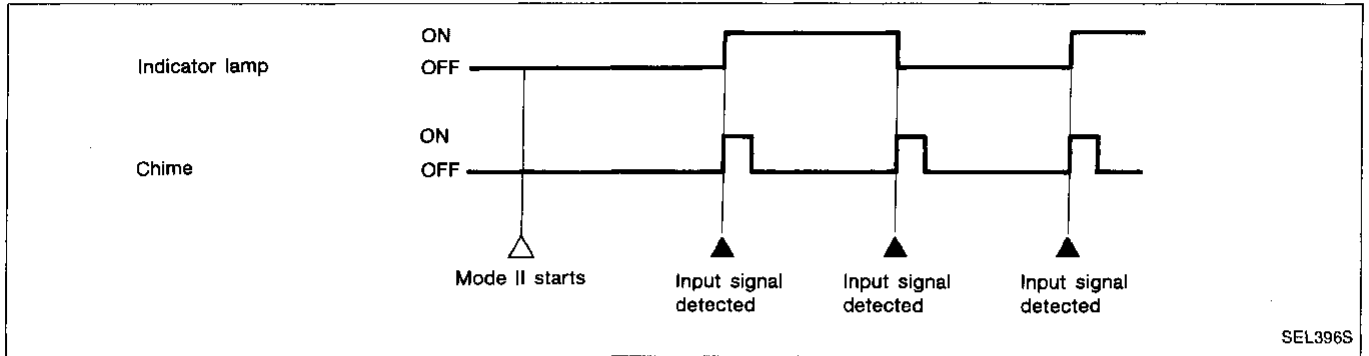 ON
Indicator lamp
OFF
ON
Chime
OFF
Mode II starts
Input signal
detected
Input signal
detected
Input signal
detected
SEL396S